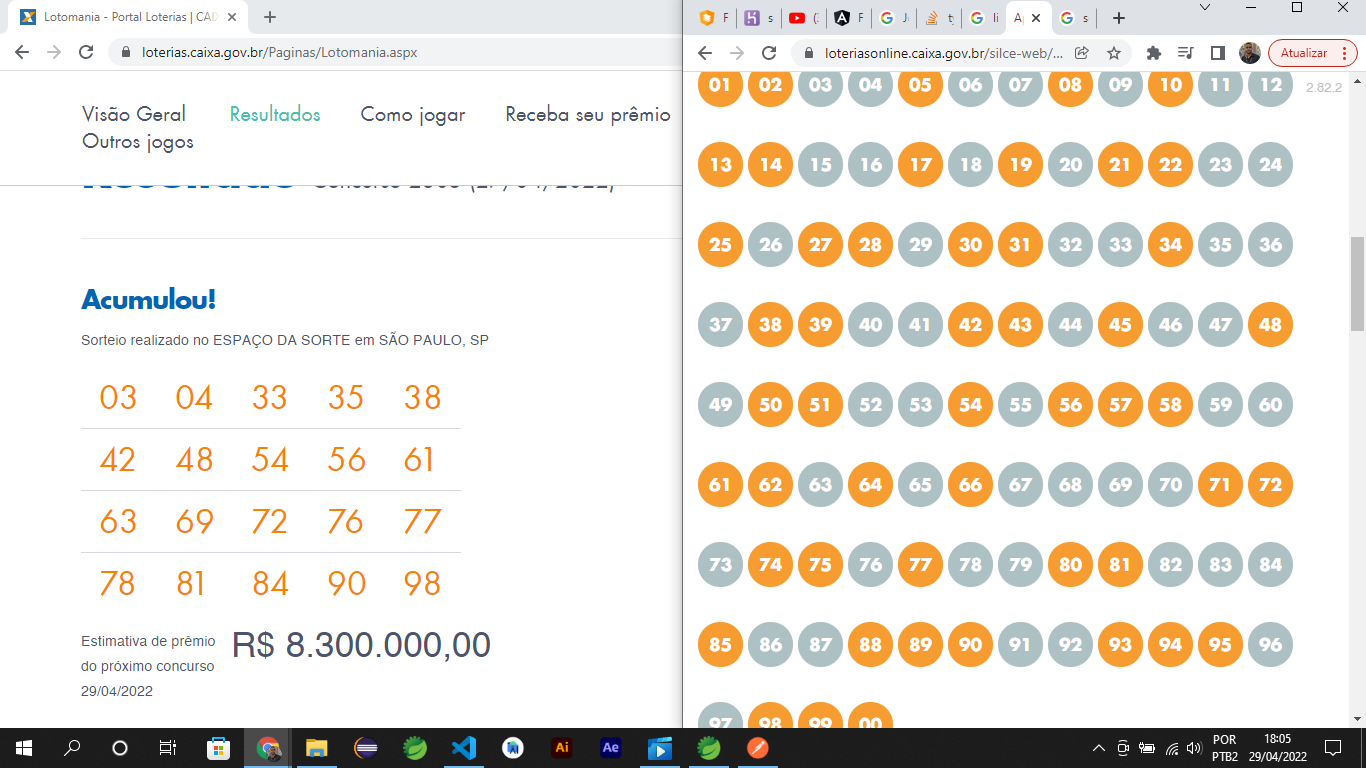 Lotomania - Portal Loterias | CAI
loterias.caixa.gov.br/Paginas/Lotomania.aspx
Visão Geral Resultados Como jogar Receba seu prêmio
Outros jogos
Acumulou!
Sorteio realizado no ESPAÇO DA SORTE em SÃO PAULO, SP
03 04 33 35 38
42 48 54 56 61
63 69 72 76 77
78 81 84 90 98
Estimativa de prêmio
do próximo concurso
29/04/2022
R$ 8.300.000,00
F s (: F J ty li A s
loteriasonline.caixa.gov.br/silce-web/...
Atualizar
01 02 03 04 05 06 07 08 09 10 11 12
2.82.2
13 14 15 16 17 18 19 20 21 22 23 24
25 26 27 28 29 30 31 32 33 34 35 36
37 38 39 40 41 42 43 44 45 46 47 48
49 50 51 52 53 54 55 56 57 58 59 60
61 62 63 64 65 66 67 68 69 70 71 72
73 74 75 76 77 78 79 80 81 82 83 84
85 86 87 88 89 90 91 92 93 94 95 96
97 98 99 00
Ai Ae
POR
PTB2
18:05
29/04/2022